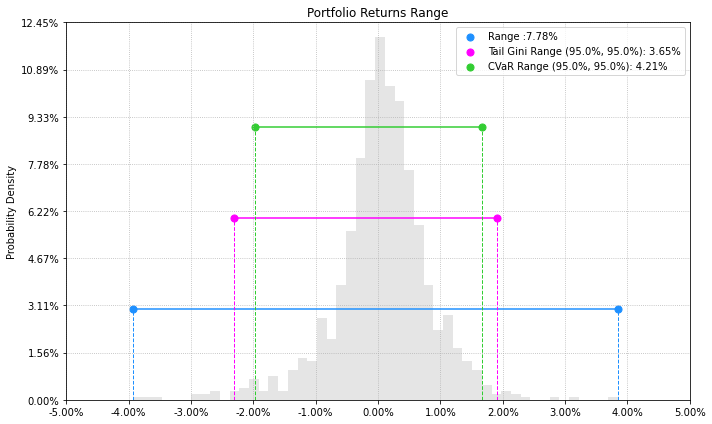 Portfolio Returns Range
12.45%
10.89%
9.33%
7.78%
6.22%
4.67%
3.11%
1.56%
0.00%
Probability Density
Range :7.78%
Tail Gini Range (95.0%, 95.0%): 3.65%
CVaR Range (95.0%, 95.0%): 4.21%
-5.00% -4.00% -3.00% -2.00% -1.00% 0.00% 1.00% 2.00% 3.00% 4.00% 5.00%